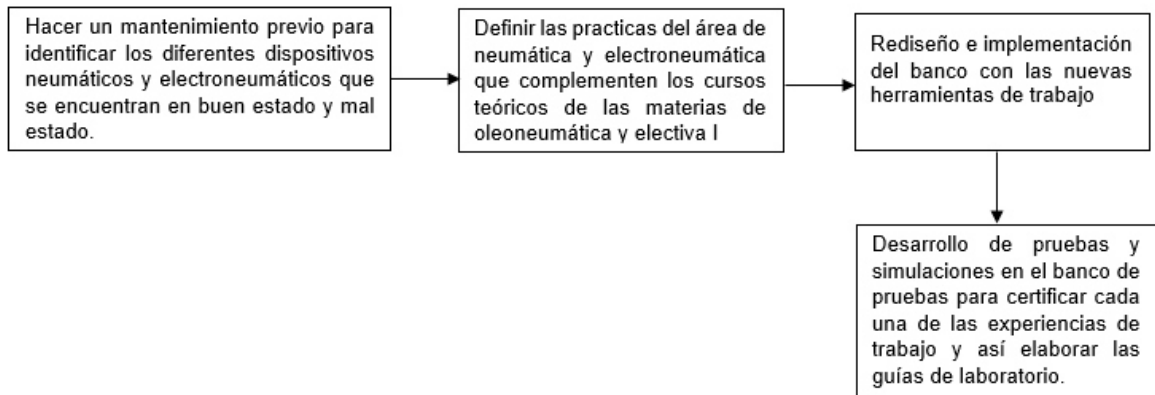 Hacer un mantenimiento previo para
identificar los diferentes dispositivos
neumáticos y electroneumáticos que
se encuentran en buen estado y mal
estado.
Definir las practicas del área de
neumática y electroneumática
que complementen los cursos
teóricos de las materias de
oleoneumática y electiva I
Rediseño e implementación
del banco con las nuevas
herramientas de trabajo
Desarrollo de pruebas y
simulaciones en el banco de
pruebas para certificar cada
una de las experiencias de
trabajo y así elaborar las
guías de laboratorio.